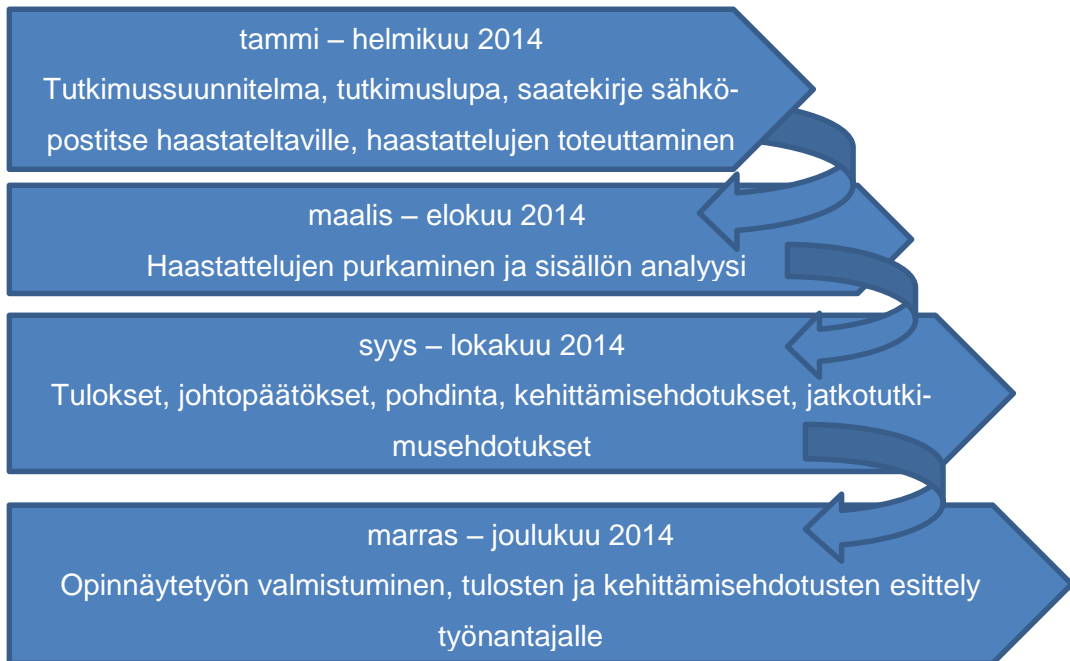 tammi – helmikuu 2014
Tutkimussuunnitelma, tutkimuslupa, saatekirje sähkö-
postitse haastateltaville, haastattelujen toteuttaminen
maalis – elokuu 2014
Haastattelujen purkaminen ja sisällön analyysi
syys – lokakuu 2014
Tulokset, johtopäätökset, pohdinta, kehittämisehdotukset, jatkotutki-
musehdotukset
marras – joulukuu 2014
Opinnäytetyön valmistuminen, tulosten ja kehittämisehdotusten esittely
työnantajalle